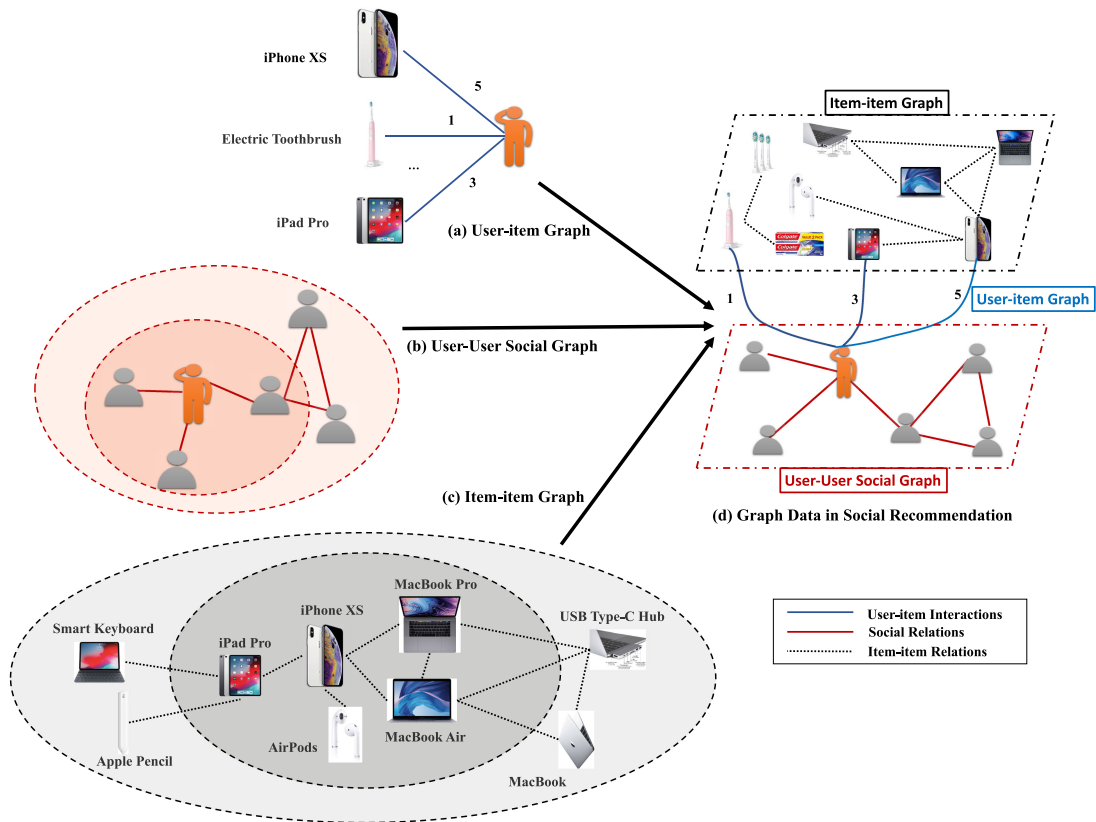 iPhone XS
5
Electric Toothbrush
1
...
3
iPad Pro
(a) User-item Graph
Item-item Graph
Colgate
Colgate
1
3
5
User-item Graph
(b) User-User Social Graph
User-User Social Graph
(c) Item-item Graph
(d) Graph Data in Social Recommendation
MacBook Pro
iPhone XS
USB Type-C Hub
Smart Keyboard
iPad Pro
AirPods
MacBook Air
Apple Pencil
MacBook
User-item Interactions
Social Relations
Item-item Relations